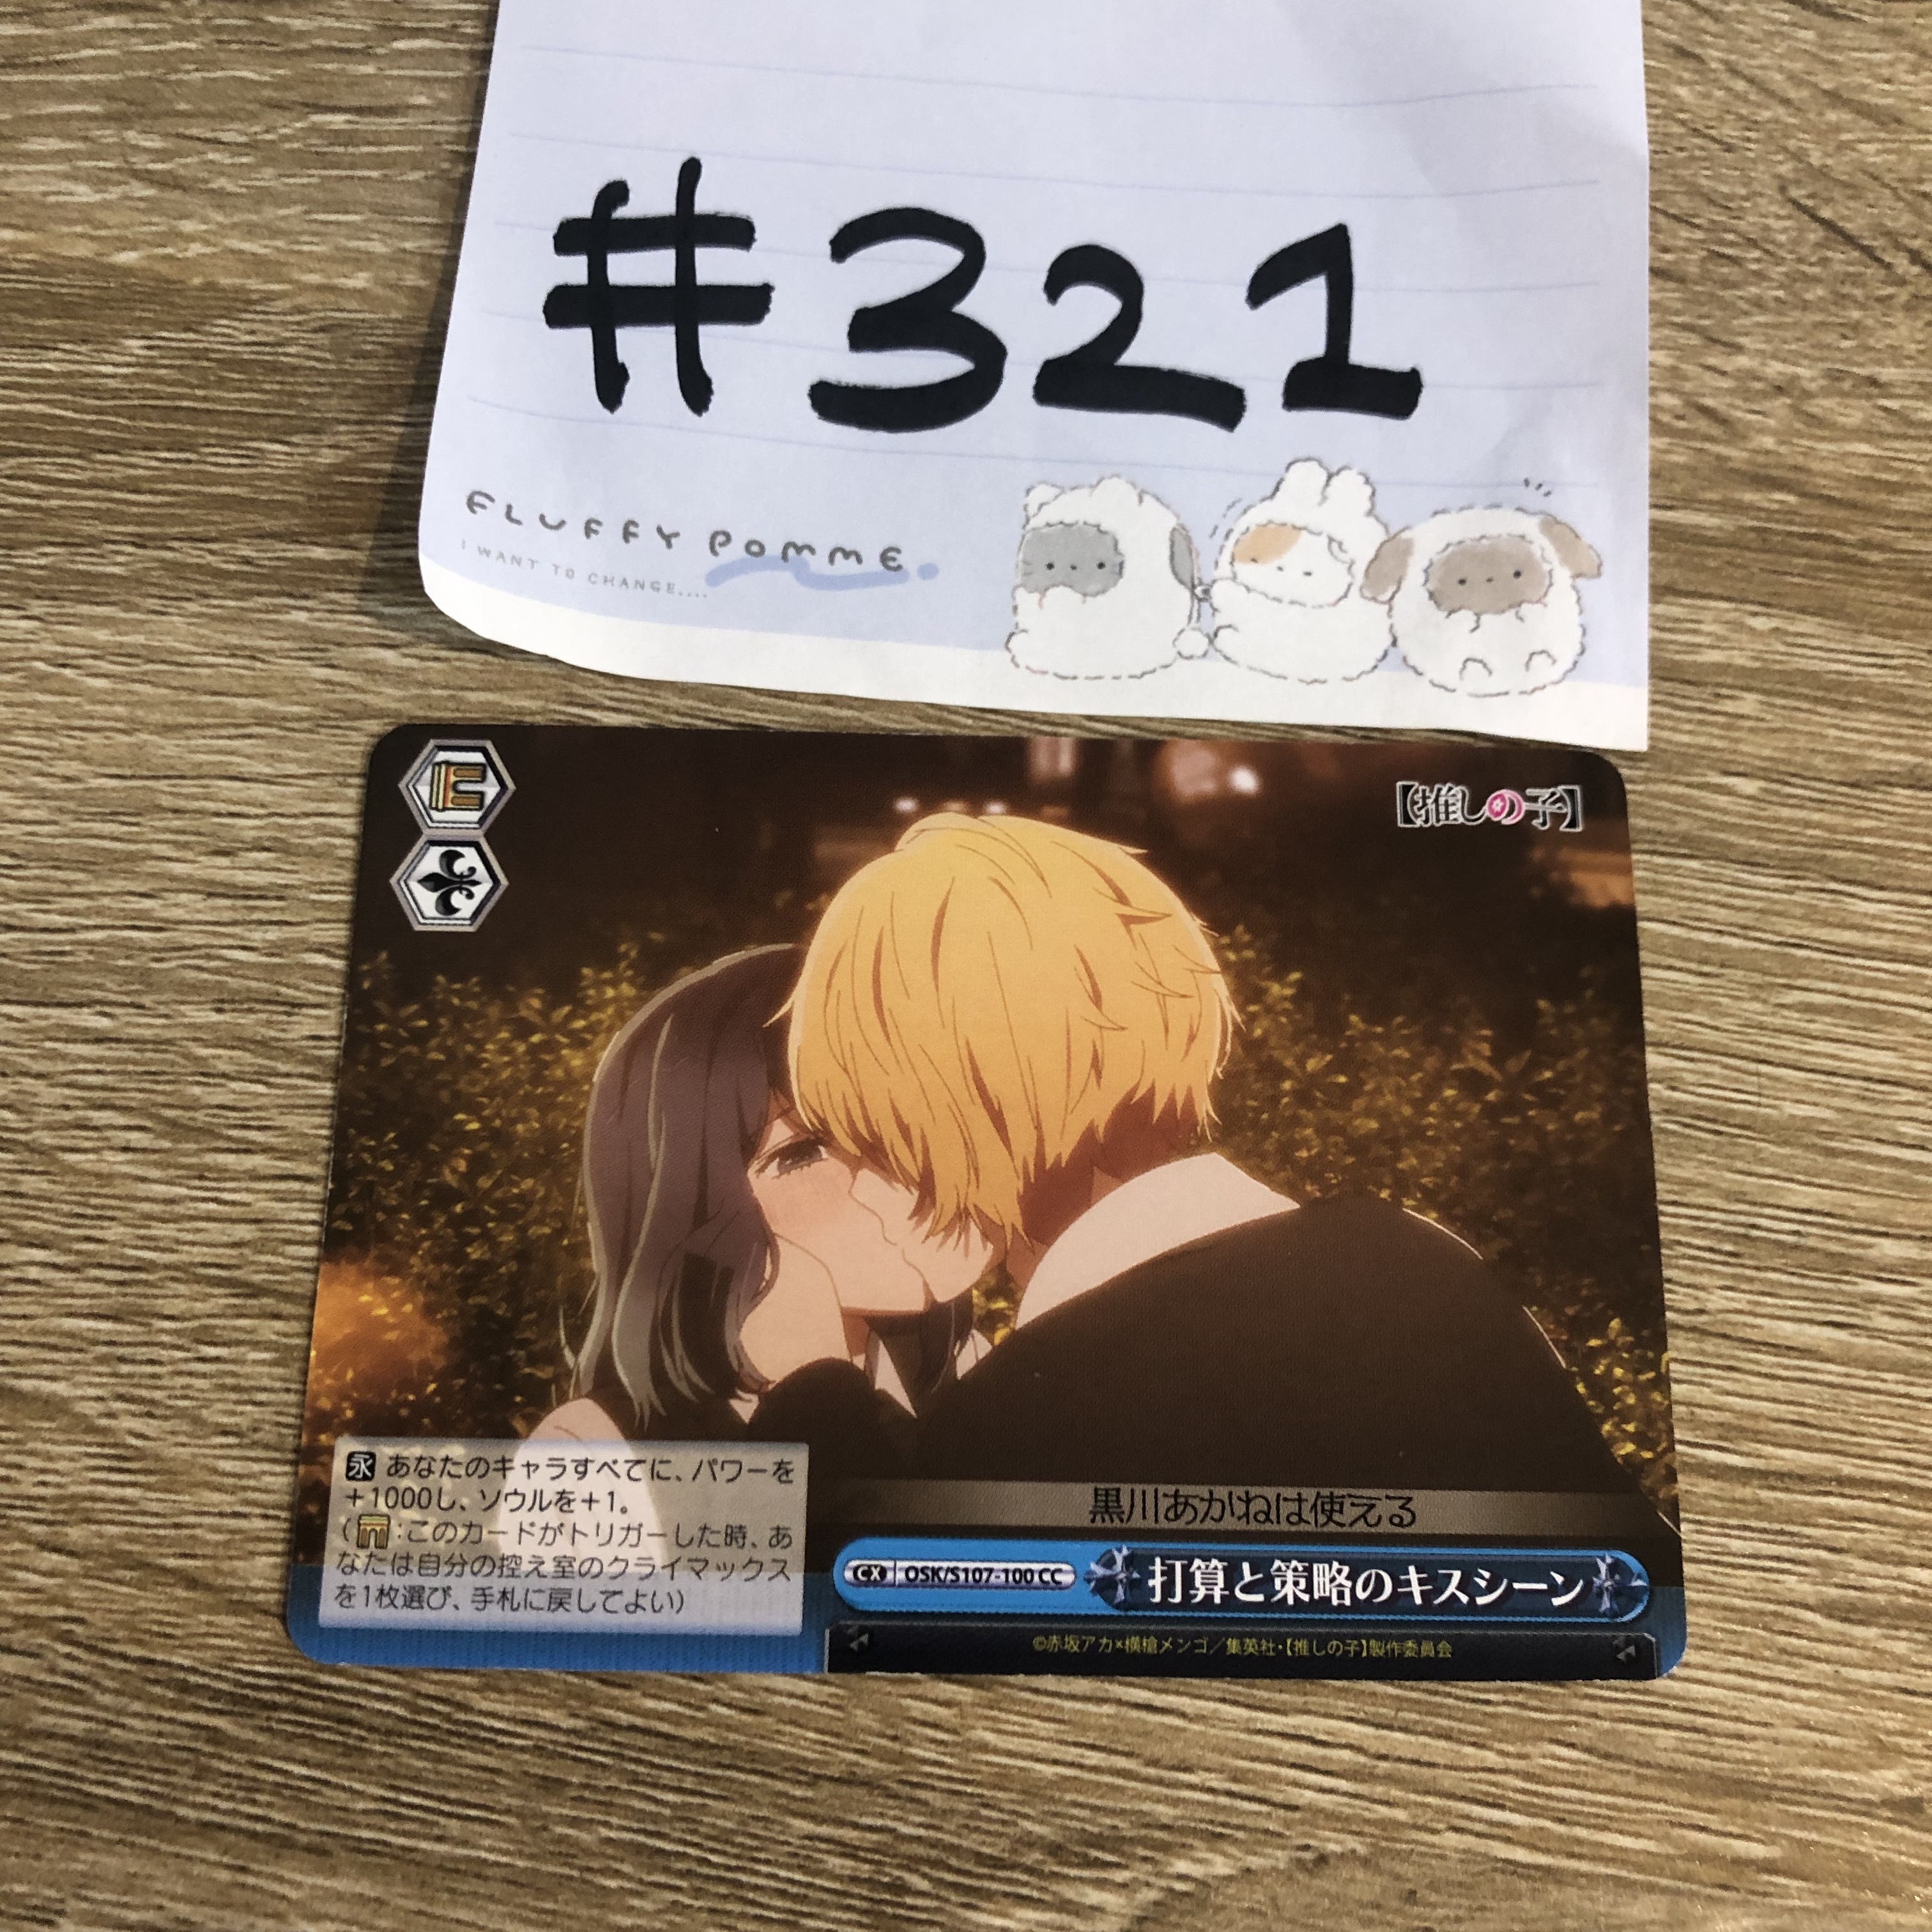 #321
FLUFFY POMME.
I WANT TO CHANGE....
【推しの子】
永 あなたのキャラすべてに、パワーを
+1000し、ソウルを+1。
(:このカードがトリガーした時、あ
なたは自分の控え室のクライマックス
を1枚選び、手札に戻してよい)
黒川あかねは使える
CX OSK/S107-100 CC 打算と策略のキスシーン
©赤坂アカ×横槍メンゴ／集英社・【推しの子】製作委員会